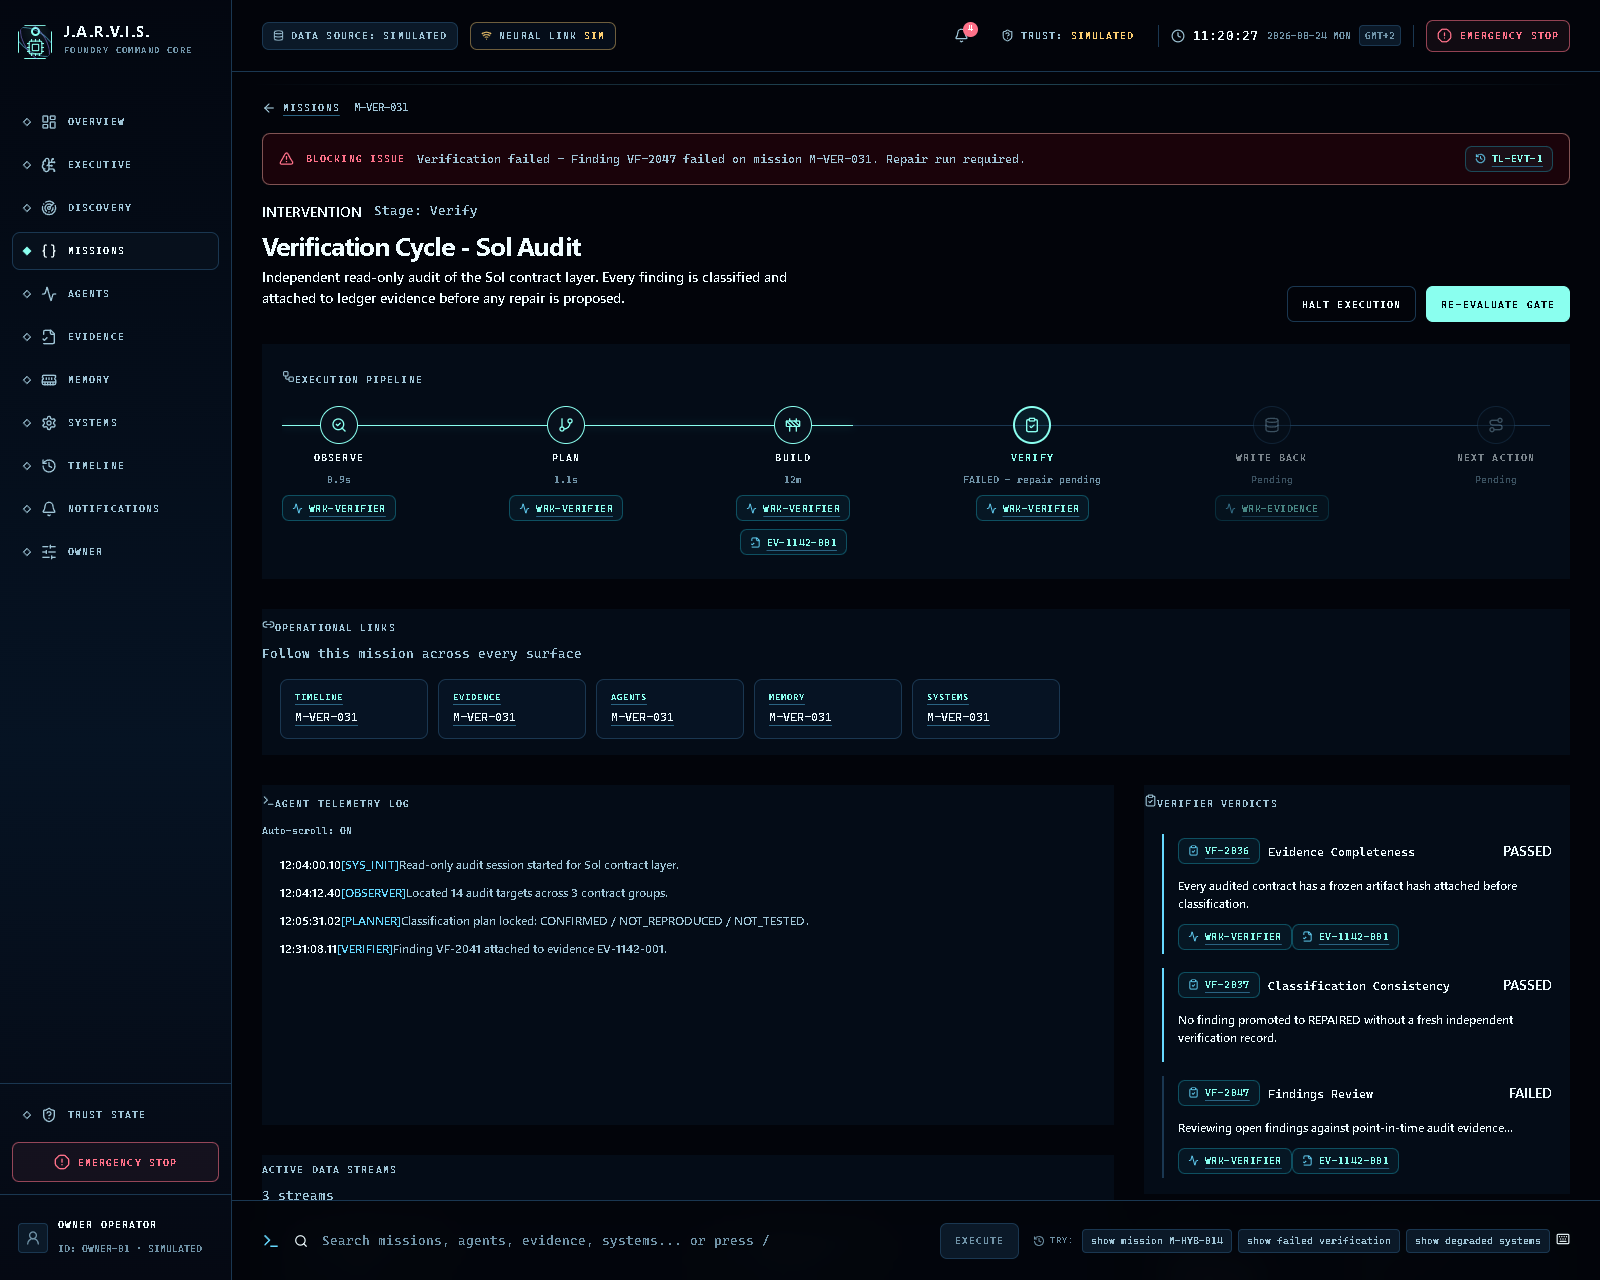 J.A.R.V.I.S.
FOUNDRY COMMAND CORE
DATA SOURCE: SIMULATED
NEURAL LINK SIM
4
TRUST: SIMULATED
11:20:27
2026-08-24 MON
GMT+2
EMERGENCY STOP
OVERVIEW
EXECUTIVE
DISCOVERY
MISSIONS
AGENTS
EVIDENCE
MEMORY
SYSTEMS
TIMELINE
NOTIFICATIONS
OWNER
TRUST STATE
EMERGENCY STOP
OWNER OPERATOR
ID: OWNER-01 • SIMULATED
MISSIONS M-VER-031
BLOCKING ISSUE Verification failed — Finding VF-2047 failed on mission M-VER-031. Repair run required.
TL-EVT-1
INTERVENTION Stage: Verify
Verification Cycle - Sol Audit
Independent read-only audit of the Sol contract layer. Every finding is classified and
attached to ledger evidence before any repair is proposed.
HALT EXECUTION
RE-EVALUATE GATE
EXECUTION PIPELINE
OBSERVE
0.9s
WRK-VERIFIER
PLAN
1.1s
WRK-VERIFIER
BUILD
12m
WRK-VERIFIER
EV-1142-001
VERIFY
FAILED — repair pending
WRK-VERIFIER
WRITE BACK
Pending
WRK-EVIDENCE
NEXT ACTION
Pending
OPERATIONAL LINKS
Follow this mission across every surface
TIMELINE
M-VER-031
EVIDENCE
M-VER-031
AGENTS
M-VER-031
MEMORY
M-VER-031
SYSTEMS
M-VER-031
AGENT TELEMETRY LOG
Auto-scroll: ON
12:04:00.10[SYS_INIT]Read-only audit session started for Sol contract layer.
12:04:12.40[OBSERVER]Located 14 audit targets across 3 contract groups.
12:05:31.02[PLANNER]Classification plan locked: CONFIRMED / NOT_REPRODUCED / NOT_TESTED.
12:31:08.11[VERIFIER]Finding VF-2041 attached to evidence EV-1142-001.
ACTIVE DATA STREAMS
3 streams
VERIFIER VERDICTS
VF-2036 Evidence Completeness PASSED
Every audited contract has a frozen artifact hash attached before
classification.
WRK-VERIFIER EV-1142-001
VF-2037 Classification Consistency PASSED
No finding promoted to REPAIRED without a fresh independent
verification record.
VF-2047 Findings Review FAILED
Reviewing open findings against point-in-time audit evidence...
WRK-VERIFIER EV-1142-001
Search missions, agents, evidence, systems... or press /
EXECUTE
TRY:
show mission M-HYB-014
show failed verification
show degraded systems